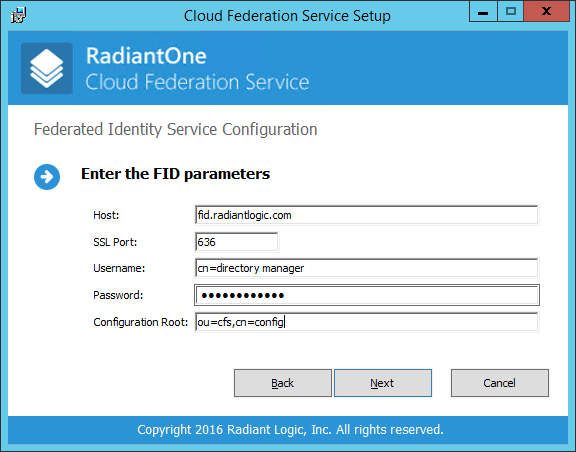 Cloud Federation Service Setup
RadiantOne
Cloud Federation Service
Federated Identity Service Configuration
Enter the FID parameters
Host: fid.radiantlogic.com
SSL Port: 636
Username: cn=directory manager
Password: ●●●●●●●●●●●●
Configuration Root: ou=cfs,cn=config
Back Next Cancel
Copyright 2016 Radiant Logic, Inc. All rights reserved.